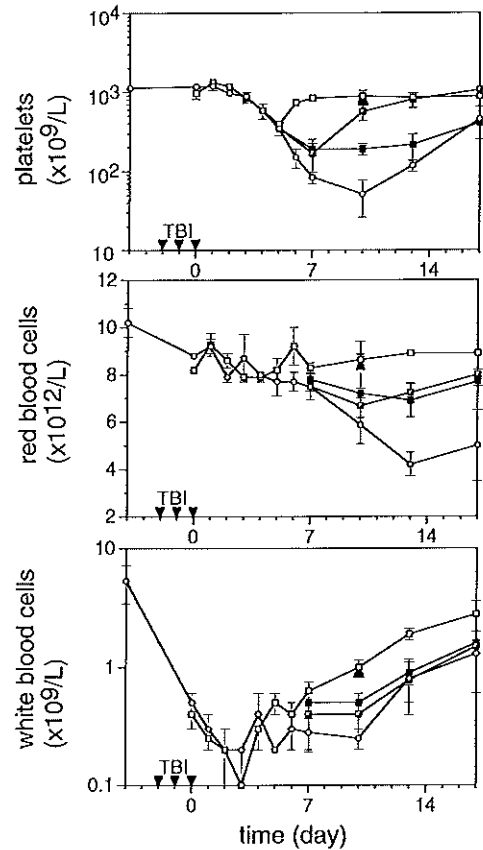 platelets
(x10⁹/L)
10⁴
10³
10²
10
TBI
0
7
14
red blood cells
(x10¹²/L)
12
10
8
6
4
2
TBI
0
7
14
white blood cells
(x10⁹/L)
10
1
0.1
TBI
0
7
14
time (day)